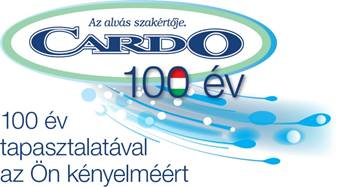 Az alvás szakértője.
CARDO
100 év
100 év
tapasztalatával
az Ön kényelméért